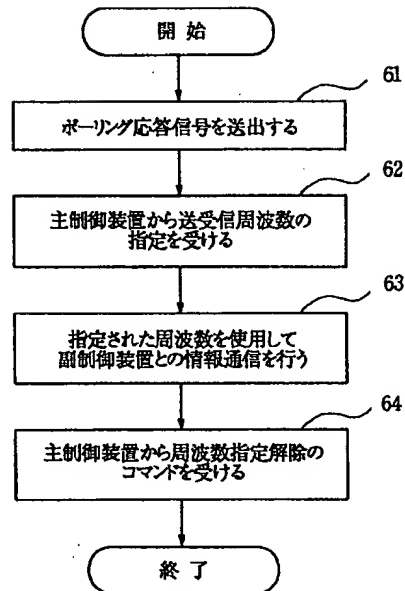 開始
61
ポーリング応答信号を送出する
62
主制御装置から送受信周波数の
指定を受ける
63
指定された周波数を使用して
副制御装置との情報通信を行う
64
主制御装置から周波数指定解除の
コマンドを受ける
終了